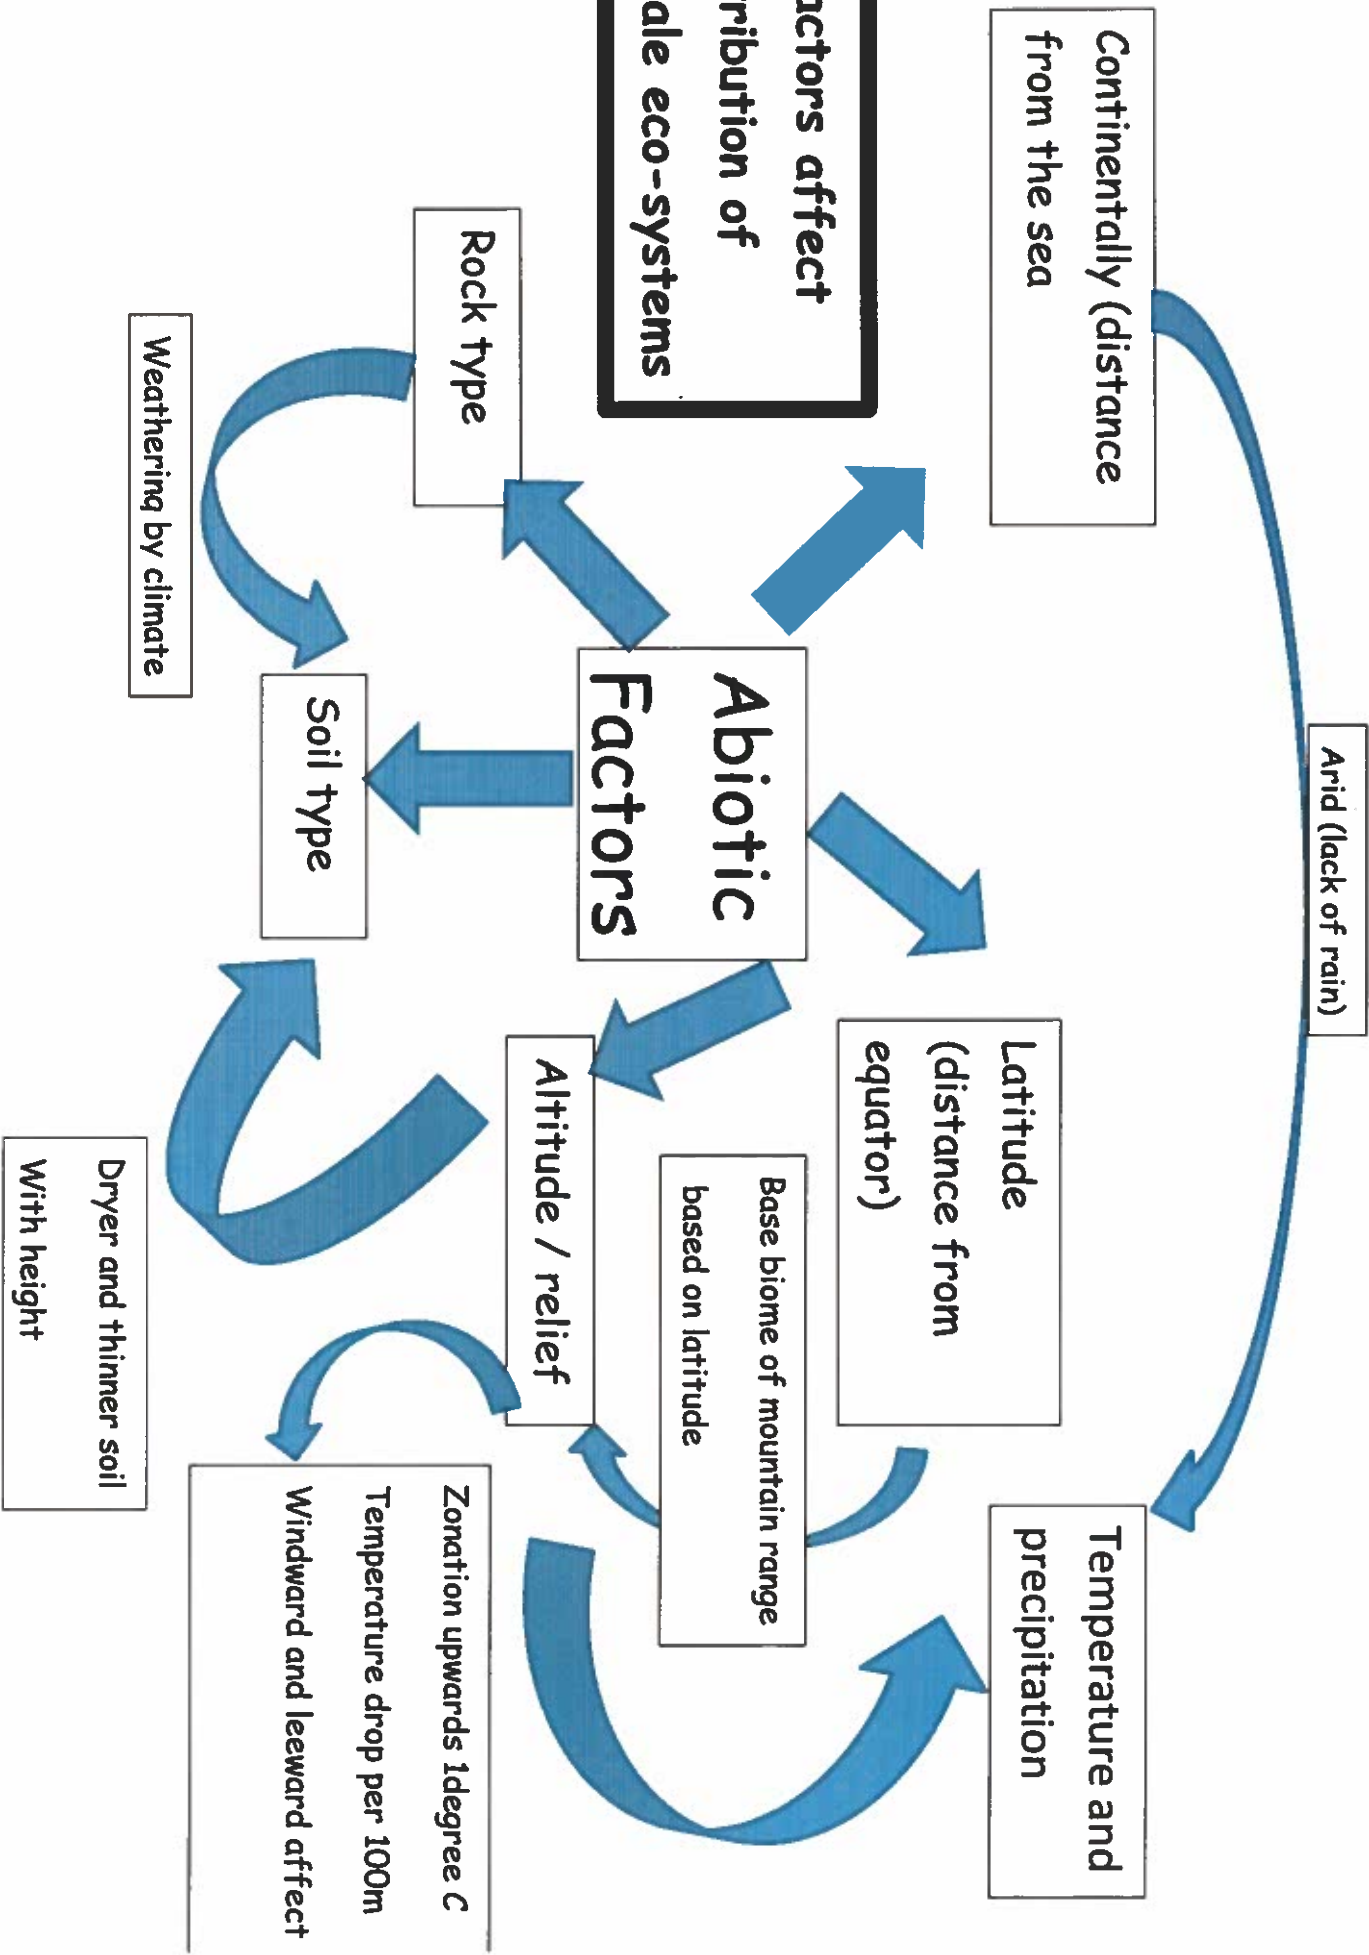 Arid (lack of rain)
Continentally (distance
from the sea
Temperature and
precipitation
Latitude
(distance from
equator)
actors affect
ribution of
ale eco-systems
Abiotic
Factors
Base biome of mountain range
based on latitude
Altitude / relief
Rock type
Soil type
Zonation upwards 1degree C
Temperature drop per 100m
Windward and leeward affect
Weathering by climate
Dryer and thinner soil
With height